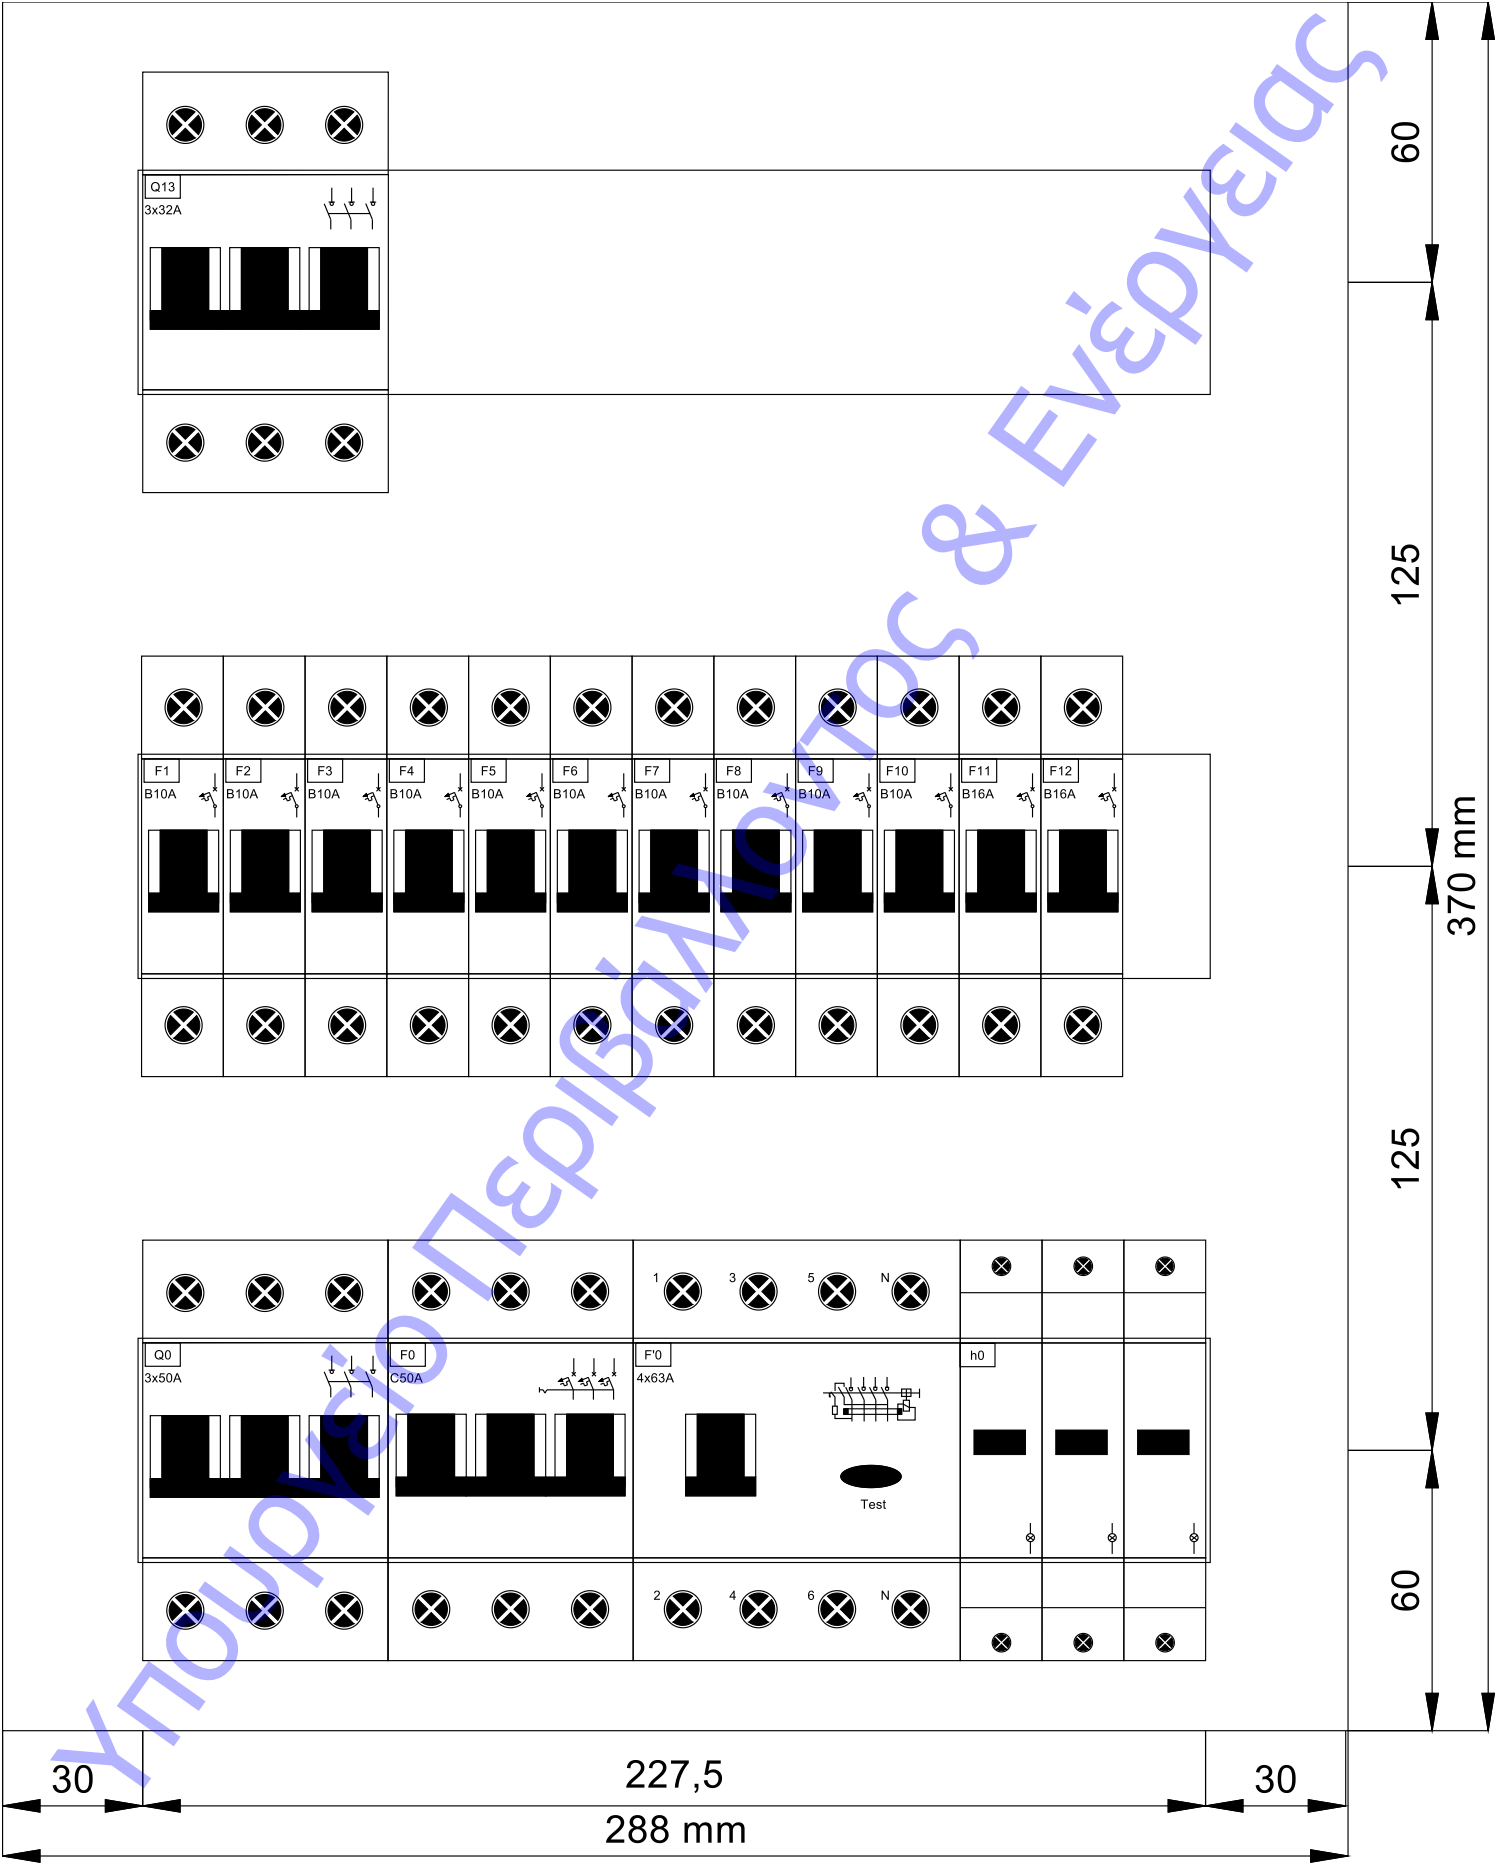 60
Q13
3x32A
125
F1 F2 F3 F4 F5 F6 F7 F8 F9 F10 F11 F12
B10A B10A B10A B10A B10A B10A B10A B10A B10A B10A B16A B16A
370 mm
125
1 3 5 N
Q0 F0 F'0 h0
3x50A C50A 4x63A
Test
2 4 6 N
60
30 227,5 30
288 mm
Υπουργείο Περιβάλλοντος & Ενέργειας